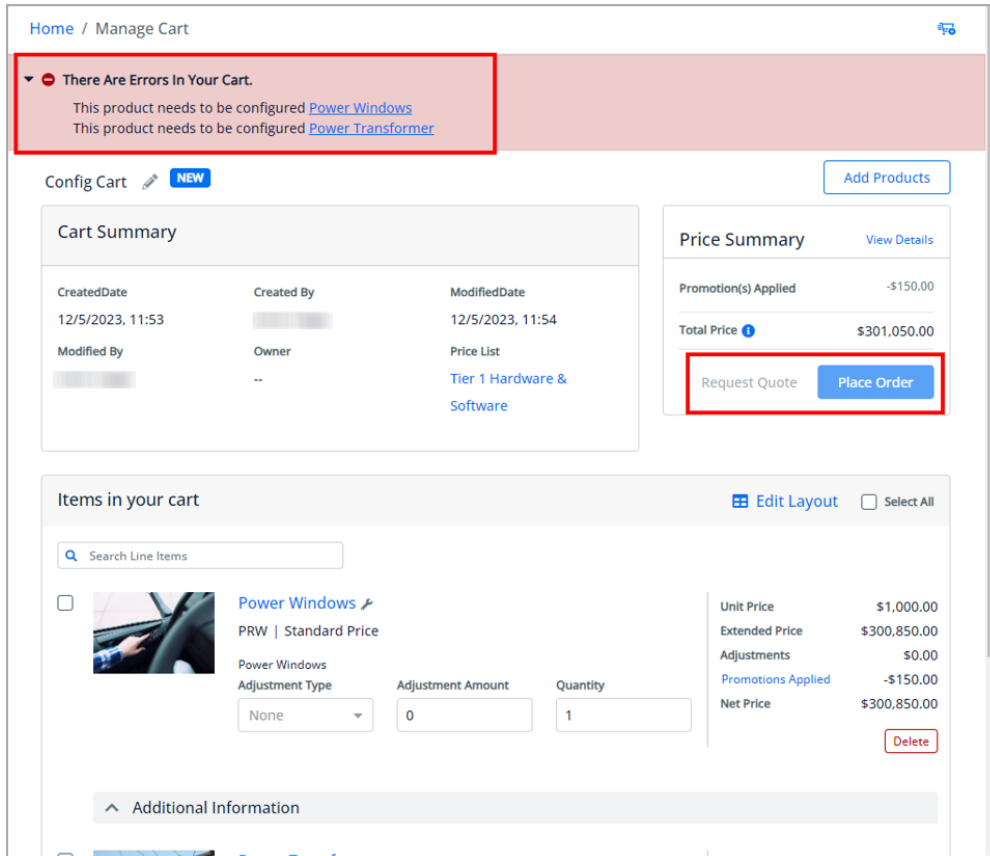 Home / Manage Cart
There Are Errors In Your Cart.
This product needs to be configured Power Windows
This product needs to be configured Power Transformer
Config Cart NEW
Add Products
Cart Summary
CreatedDate Created By ModifiedDate
12/5/2023, 11:53 12/5/2023, 11:54
Modified By Owner Price List
-- Tier 1 Hardware &
Software
Price Summary View Details
Promotion(s) Applied -$150.00
Total Price $301,050.00
Request Quote Place Order
Items in your cart Edit Layout Select All
Search Line Items
Power Windows
PRW | Standard Price
Power Windows
Adjustment Type Adjustment Amount Quantity
None 0 1
Unit Price $1,000.00
Extended Price $300,850.00
Adjustments $0.00
Promotions Applied -$150.00
Net Price $300,850.00
Delete
Additional Information